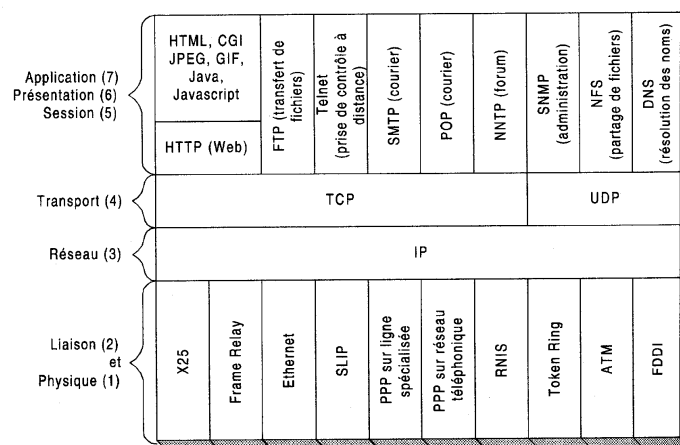 Application (7)
Présentation (6)
Session (5)
HTML, CGI
JPEG, GIF,
Java,
Javascript
HTTP (Web)
FTP (transfert de
fichiers)
Telnet
(prise de contrôle à
distance)
SMTP (courier)
POP (courier)
NNTP (forum)
SNMP
(administration)
NFS
(partage de fichiers)
DNS
(résolution des noms)
Transport (4)
TCP
UDP
Réseau (3)
IP
Liaison (2)
et
Physique (1)
X25
Frame Relay
Ethernet
SLIP
PPP sur ligne
spécialisée
PPP sur réseau
téléphonique
RNIS
Token Ring
ATM
FDDI